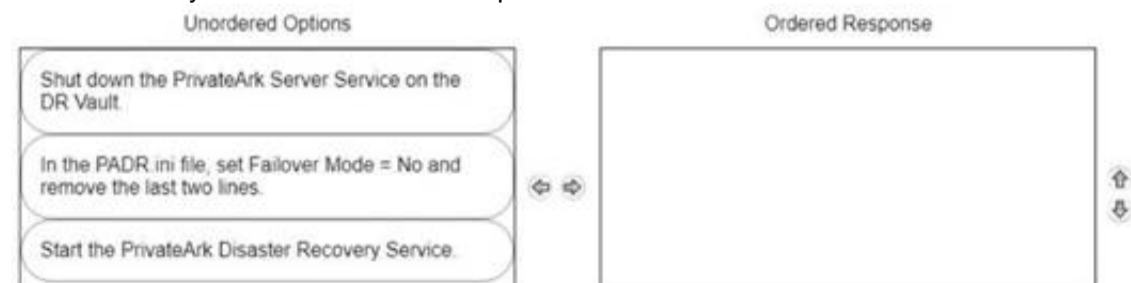 Unordered Options
Ordered Response
Shut down the PrivateArk Server Service on the
DR Vault.
In the PADR.ini file, set Failover Mode = No and
remove the last two lines.
Start the PrivateArk Disaster Recovery Service.